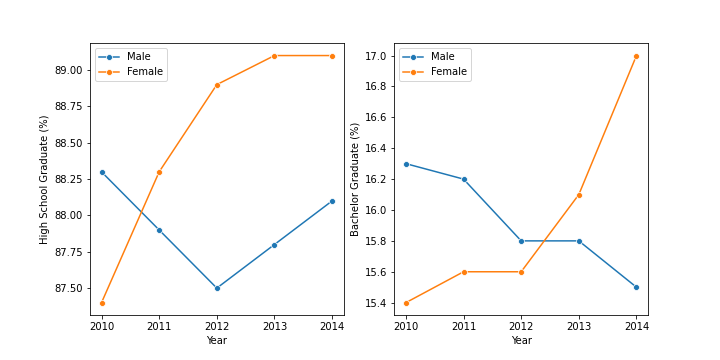 Male
Female
High School Graduate (%)
89.00
88.75
88.50
88.25
88.00
87.75
87.50
2010 2011 2012 2013 2014
Year
Male
Female
Bachelor Graduate (%)
17.0
16.8
16.6
16.4
16.2
16.0
15.8
15.6
15.4
2010 2011 2012 2013 2014
Year